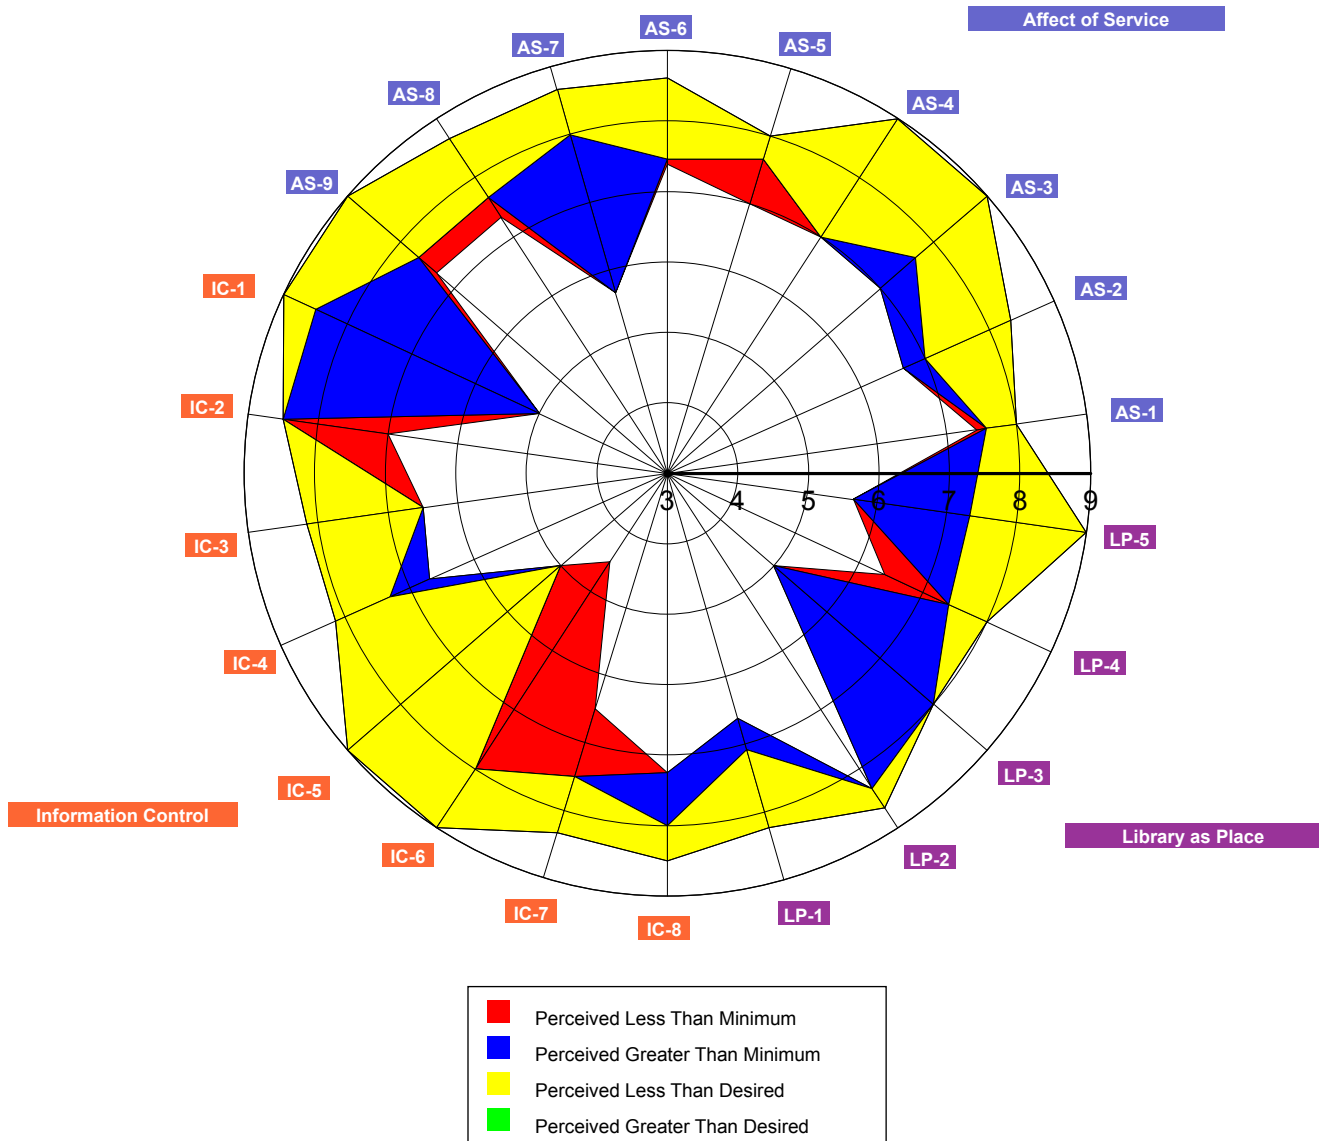 Affect of Service
AS-6
AS-7
AS-5
AS-8
AS-4
AS-9
AS-3
IC-1
AS-2
IC-2
AS-1
3 4 5 6 7 8 9
IC-3
LP-5
IC-4
LP-4
IC-5
LP-3
Information Control
Library as Place
IC-6
LP-2
IC-7
LP-1
IC-8
Perceived Less Than Minimum
Perceived Greater Than Minimum
Perceived Less Than Desired
Perceived Greater Than Desired